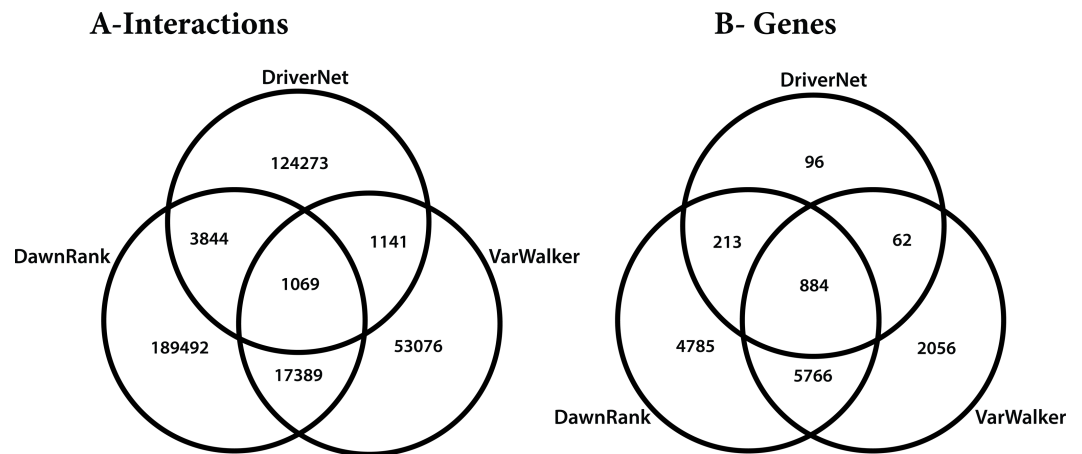 A-Interactions
DriverNet
124273
3844
1141
DawnRank
VarWalker
1069
189492
53076
17389
B- Genes
DriverNet
96
213
62
884
4785
2056
5766
DawnRank
VarWalker